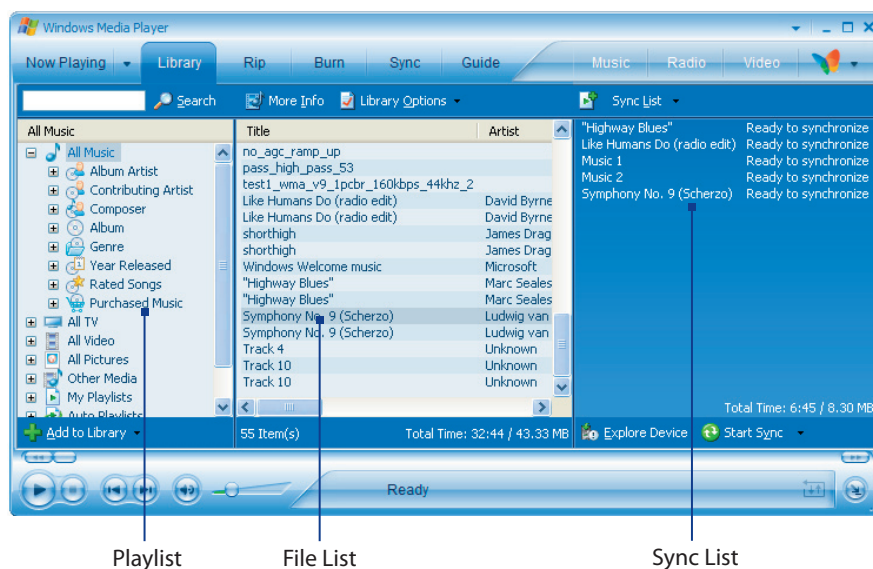 Windows Media Player
Now Playing
Library
Rip
Burn
Sync
Guide
Music
Radio
Video
Search
More Info
Library Options
Sync List
All Music
All Music
Album Artist
Contributing Artist
Composer
Album
Genre
Year Released
Rated Songs
Purchased Music
All TV
All Video
All Pictures
Other Media
My Playlists
Auto Playlists
Add to Library
Title Artist
no_agc_ramp_up
pass_high_pass_53
test1_wma_v9_1pcbr_160kbps_44khz_2
Like Humans Do (radio edit) David Byrne
Like Humans Do (radio edit) David Byrne
shorthigh James Drag
shorthigh James Drag
Windows Welcome music Microsoft
"Highway Blues" Marc Seales
"Highway Blues" Marc Seales
Symphony No. 9 (Scherzo) Ludwig van
Symphony No. 9 (Scherzo) Ludwig van
Track 4 Unknown
Track 10 Unknown
Track 10 Unknown
55 Item(s) Total Time: 32:44 / 43.33 MB
"Highway Blues" Ready to synchronize
Like Humans Do (radio edit) Ready to synchronize
Music 1 Ready to synchronize
Music 2 Ready to synchronize
Symphony No. 9 (Scherzo) Ready to synchronize
Total Time: 6:45 / 8.30 MB
Explore Device
Start Sync
Ready
Playlist
File List
Sync List